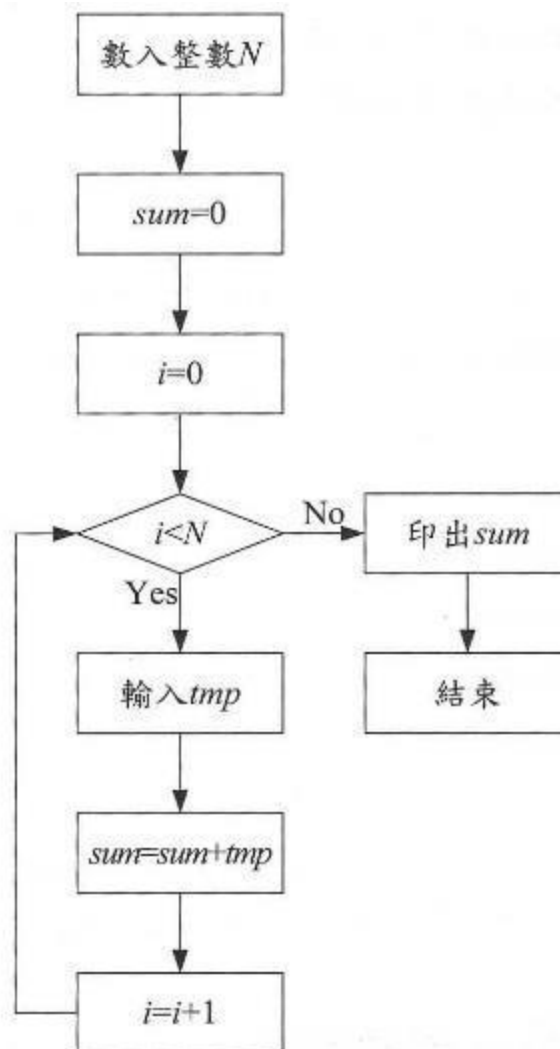 數入整數N
sum=0
i=0
i<N
No
印出sum
Yes
輸入tmp
結束
sum=sum+tmp
i=i+1